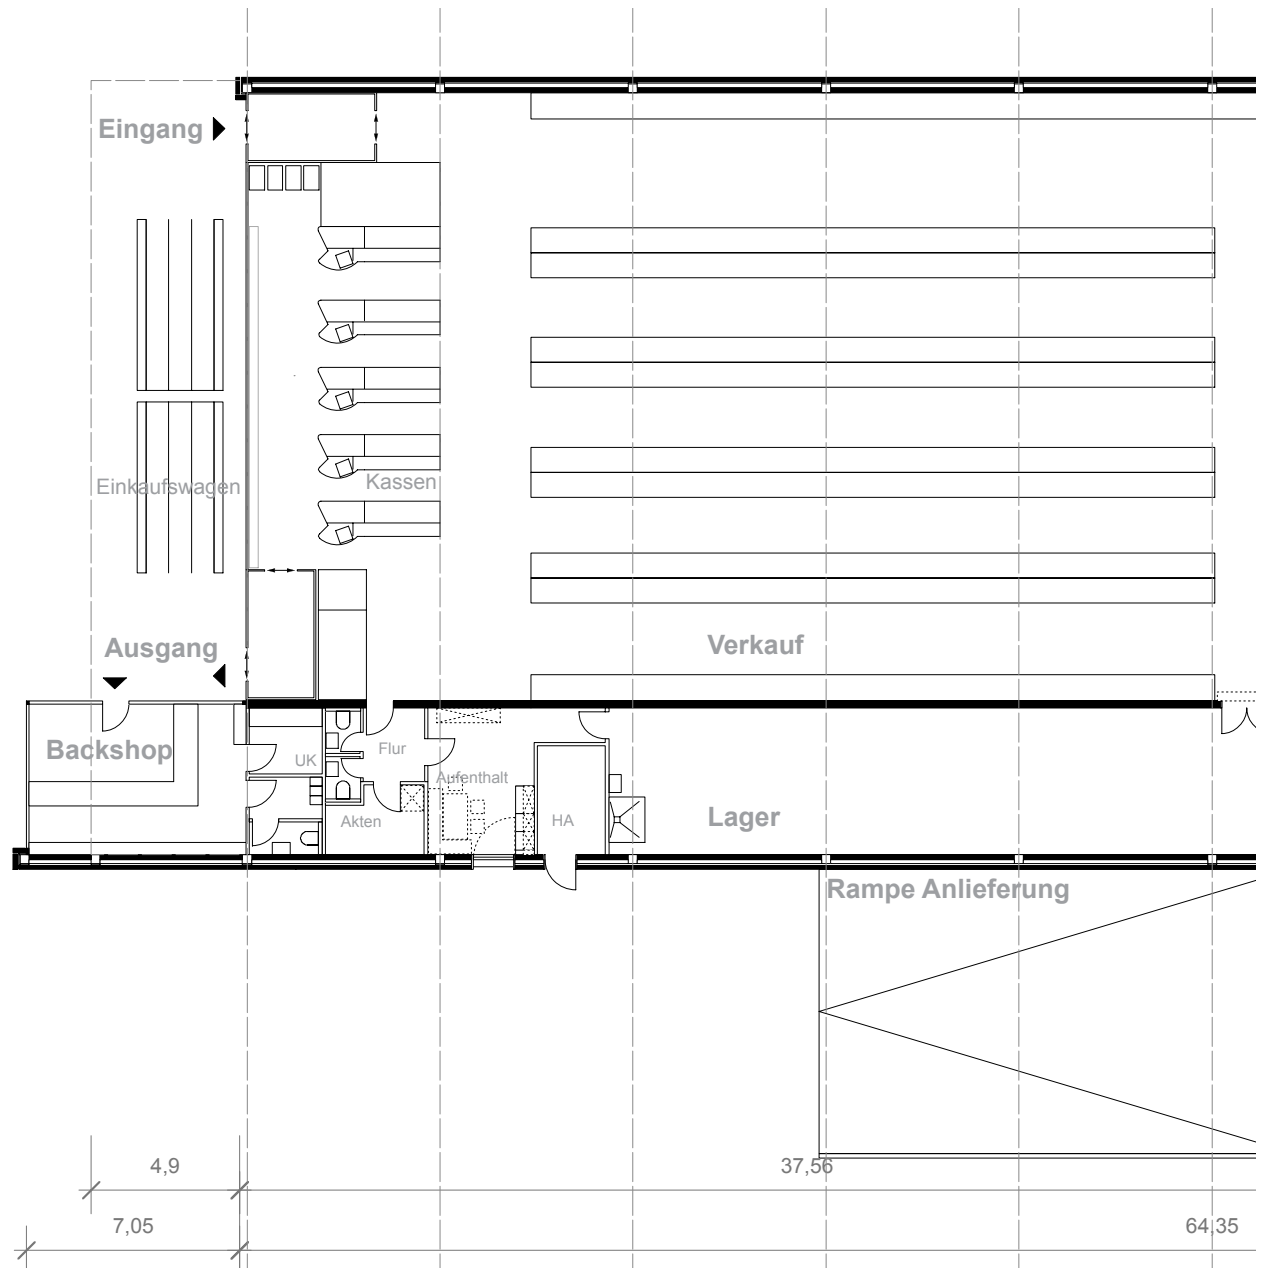 Eingang
Einkaufswagen
Kassen
Ausgang
Verkauf
Backshop
UK
Flur
Aufenthalt
Akten
HA
Lager
Rampe Anlieferung
4,9
37,56
7,05
64,35